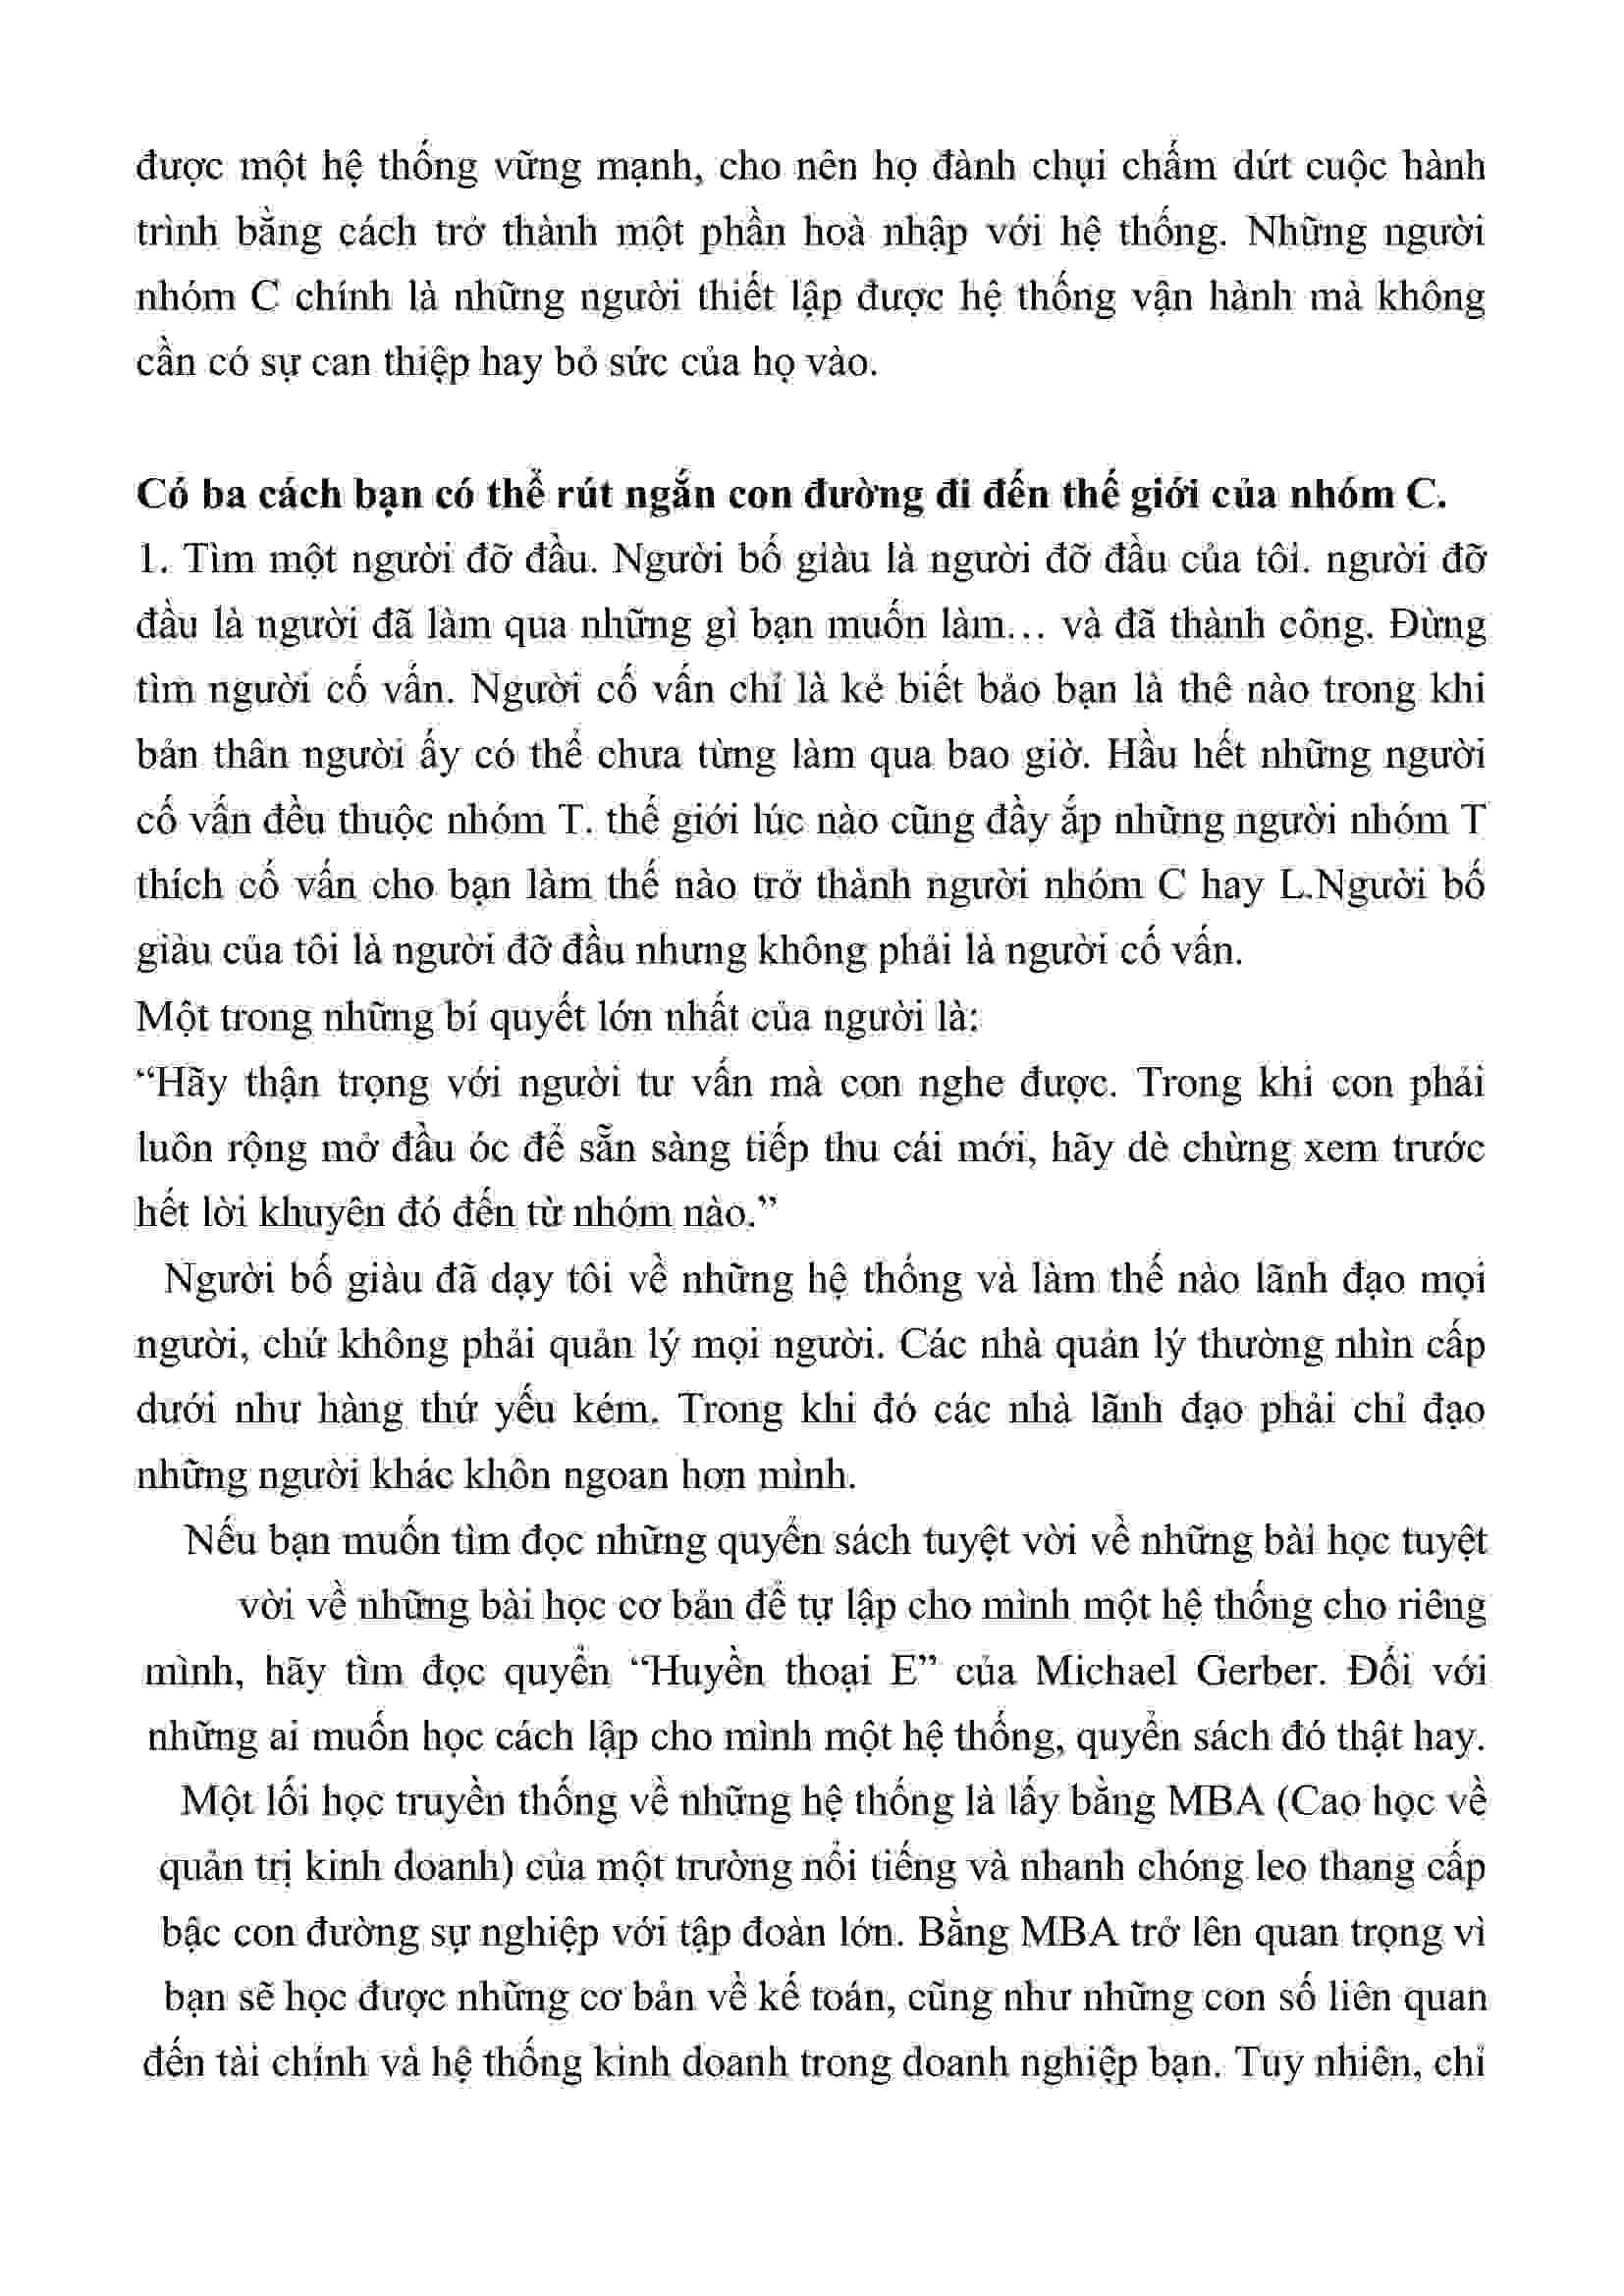 được một hệ thống vững mạnh, cho nên họ đành chụi chấm dứt cuộc hành
trình bằng cách trở thành một phần hoà nhập với hệ thống. Những người
nhóm C chính là những người thiết lập được hệ thống vận hành mà không
cần có sự can thiệp hay bỏ sức của họ vào.
Có ba cách bạn có thể rút ngắn con đường đi đến thế giới của nhóm C.
1. Tìm một người đỡ đầu. Người bố giàu là người đỡ đầu của tôi. người đỡ
đầu là người đã làm qua những gì bạn muốn làm… và đã thành công. Đừng
tìm người cố vấn. Người cố vấn chỉ là kẻ biết bảo bạn là thê nào trong khi
bản thân người ấy có thể chưa từng làm qua bao giờ. Hầu hết những người
cố vấn đều thuộc nhóm T. thế giới lúc nào cũng đầy ắp những người nhóm T
thích cố vấn cho bạn làm thế nào trở thành người nhóm C hay L.Người bố
giàu của tôi là người đỡ đầu nhưng không phải là người cố vấn.
Một trong những bí quyết lớn nhất của người là:
“Hãy thận trọng với người tư vấn mà con nghe được. Trong khi con phải
luôn rộng mở đầu óc để sẵn sàng tiếp thu cái mới, hãy dè chừng xem trước
hết lời khuyên đó đến từ nhóm nào.”
Người bố giàu đã dạy tôi về những hệ thống và làm thế nào lãnh đạo mọi
người, chứ không phải quản lý mọi người. Các nhà quản lý thường nhìn cấp
dưới như hàng thứ yếu kém. Trong khi đó các nhà lãnh đạo phải chỉ đạo
những người khác khôn ngoan hơn mình.
Nếu bạn muốn tìm đọc những quyển sách tuyệt vời về những bài học tuyệt
vời về những bài học cơ bản để tự lập cho mình một hệ thống cho riêng
mình, hãy tìm đọc quyển “Huyền thoại E” của Michael Gerber. Đối với
những ai muốn học cách lập cho mình một hệ thống, quyển sách đó thật hay.
Một lối học truyền thống về những hệ thống là lấy bằng MBA (Cao học về
quản trị kinh doanh) của một trường nổi tiếng và nhanh chóng leo thang cấp
bậc con đường sự nghiệp với tập đoàn lớn. Bằng MBA trở lên quan trọng vì
bạn sẽ học được những cơ bản về kế toán, cũng như những con số liên quan
đến tài chính và hệ thống kinh doanh trong doanh nghiệp bạn. Tuy nhiên, chỉ